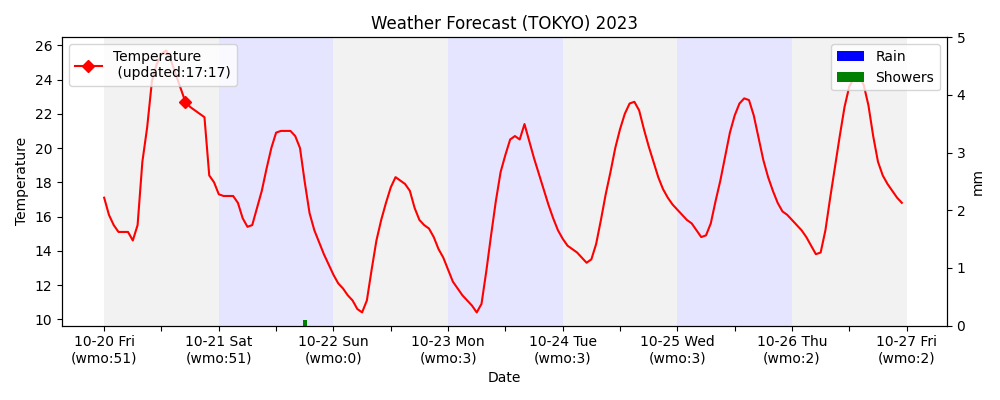 Weather Forecast (TOKYO) 2023
Temperature
(updated:17:17)
Rain
Showers
Temperature
26
24
22
20
18
16
14
12
10
5
4
3
2
1
0
mm
10-20 Fri
(wmo:51)
10-21 Sat
(wmo:51)
10-22 Sun
(wmo:0)
10-23 Mon
(wmo:3)
10-24 Tue
(wmo:3)
10-25 Wed
(wmo:3)
10-26 Thu
(wmo:2)
10-27 Fri
(wmo:2)
Date